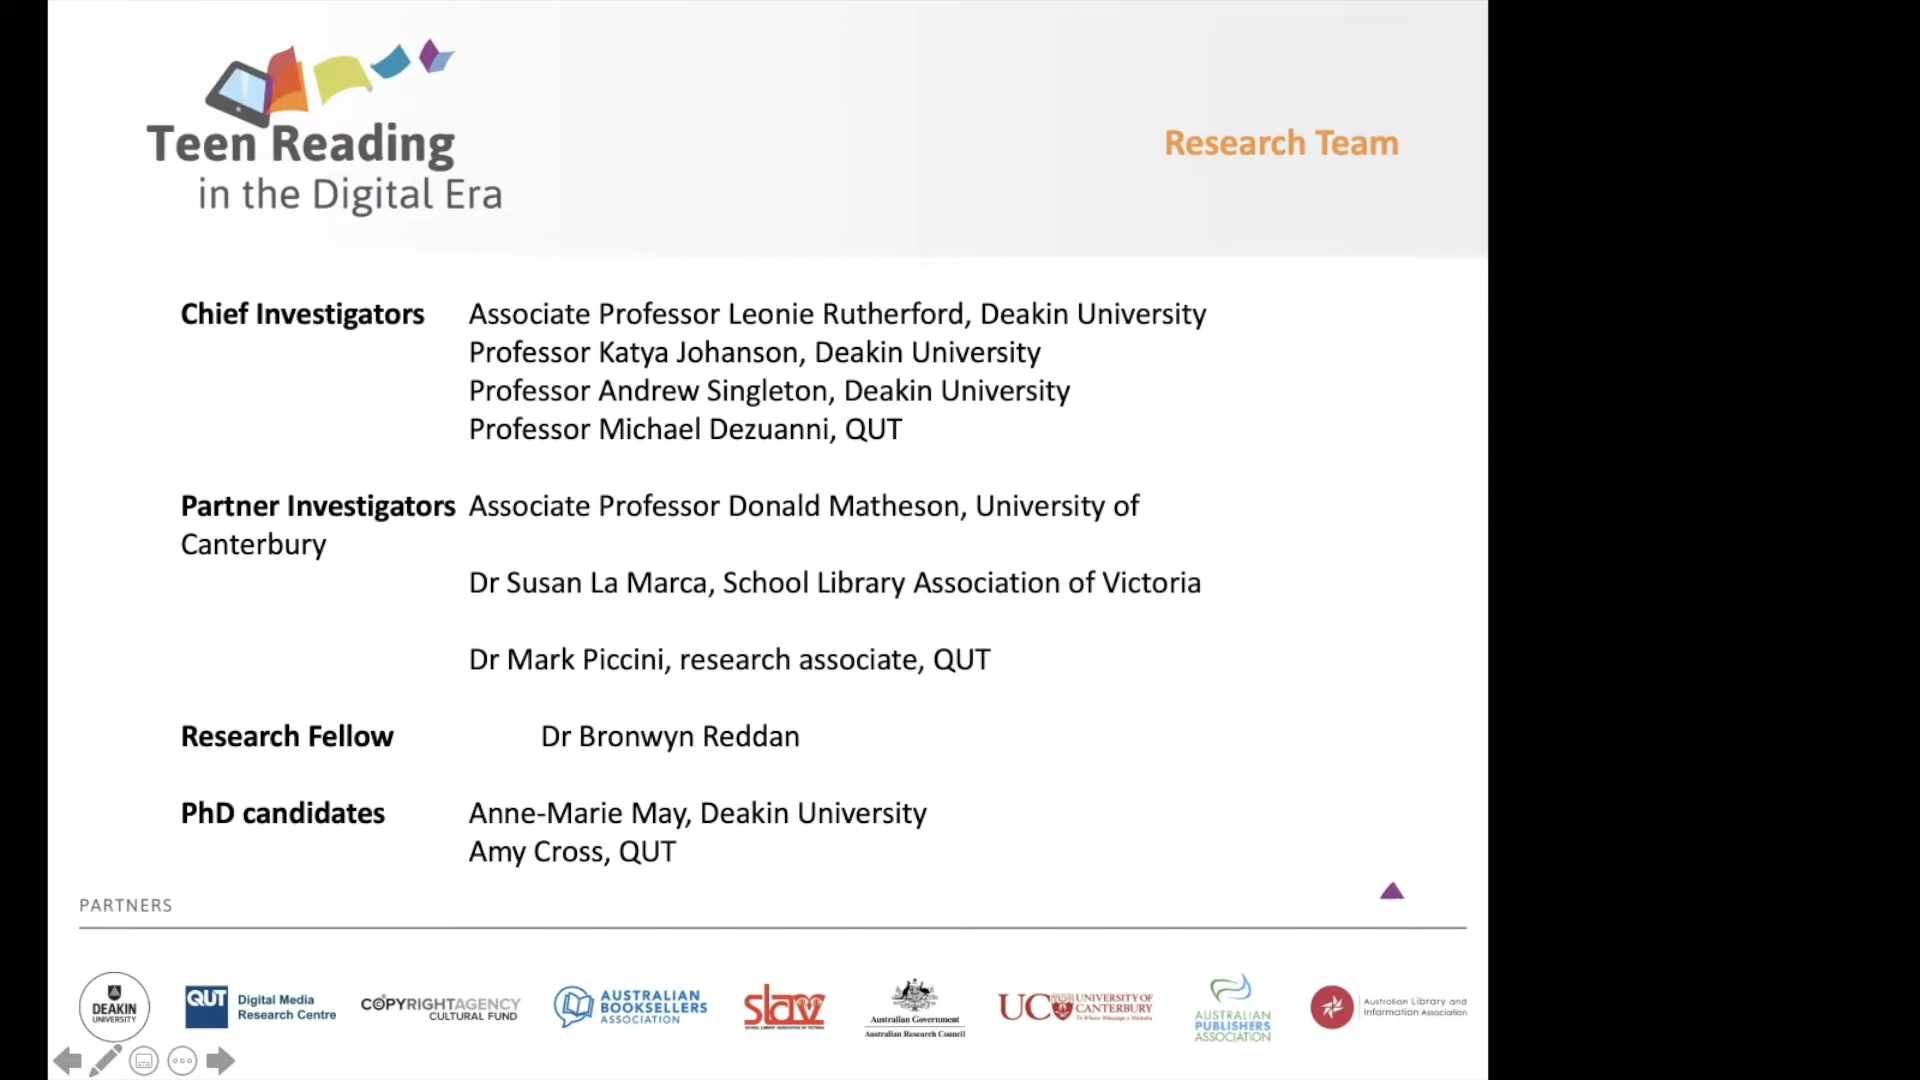 Teen Reading
in the Digital Era
Research Team
Chief Investigators Associate Professor Leonie Rutherford, Deakin University
Professor Katya Johanson, Deakin University
Professor Andrew Singleton, Deakin University
Professor Michael Dezuanni, QUT
Partner Investigators Associate Professor Donald Matheson, University of
Canterbury
Dr Susan La Marca, School Library Association of Victoria
Dr Mark Piccini, research associate, QUT
Research Fellow Dr Bronwyn Reddan
PhD candidates Anne-Marie May, Deakin University
Amy Cross, QUT
PARTNERS
DEAKIN
UNIVERSITY
QUT
Digital Media
Research Centre
COPYRIGHTAGENCY
CULTURAL FUND
AUSTRALIAN
BOOKSELLERS
ASSOCIATION
slav
SCHOOL LIBRARY ASSOCIATION OF VICTORIA
Australian Government
Australian Research Council
UC
UNIVERSITY OF
CANTERBURY
AUSTRALIAN
PUBLISHERS
ASSOCIATION
Australian Library and
Information Association